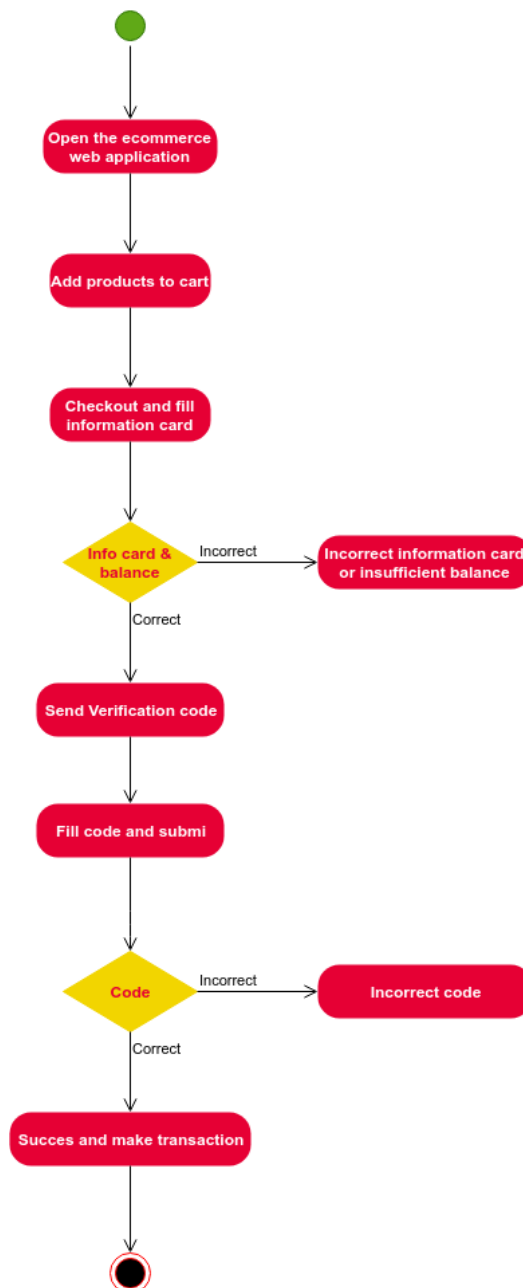 Open the ecommerce
web application
Add products to cart
Checkout and fill
information card
Info card &
balance
Incorrect
Incorrect information card
or insufficient balance
Correct
Send Verification code
Fill code and submi
Code
Incorrect
Incorrect code
Correct
Succes and make transaction